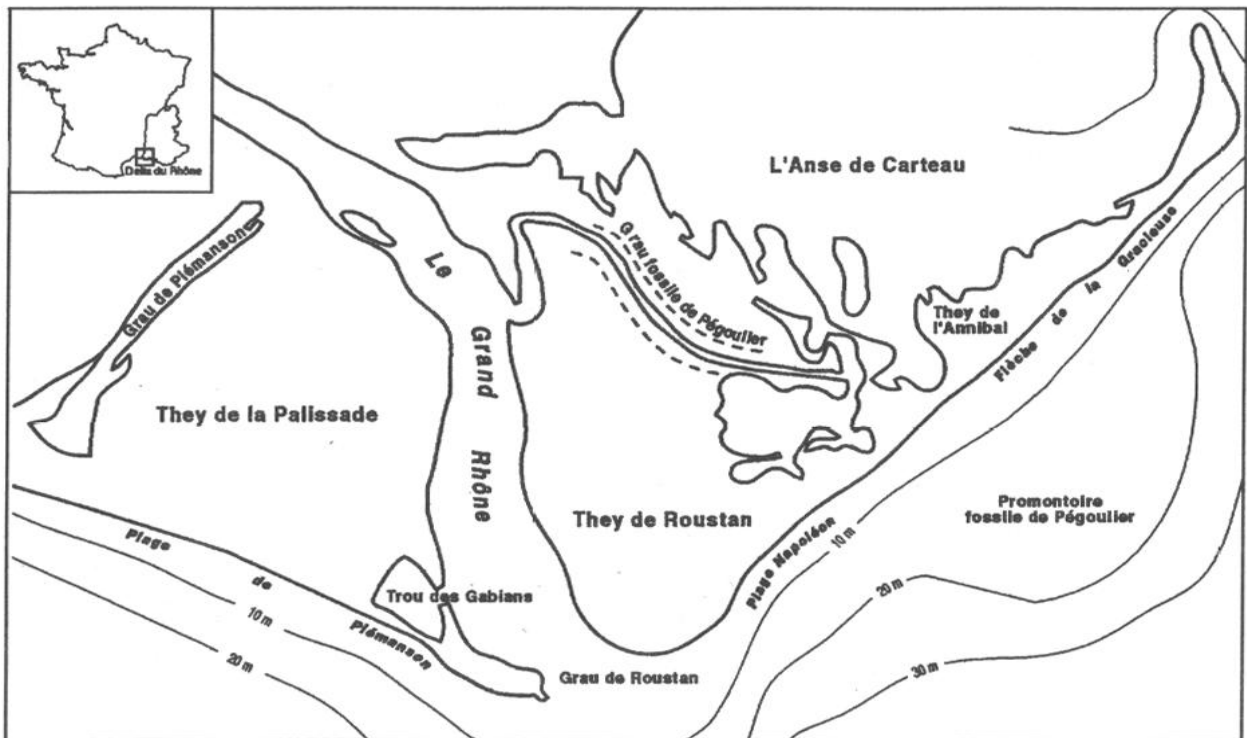 Delta du Rhône
L'Anse de Carteau
Grau de Plémanson
Le
Grand
Rhône
Grau fossile de Pégoulier
They de
l'Annibal
Flèche de la Gracieuse
They de la Palissade
They de Roustan
Promontoire
fossile de Pégoulier
Plage Napoléon
10 m
20 m
30 m
Plage
de
Plémanson
10 m
20 m
Trou des Gabians
Grau de Roustan